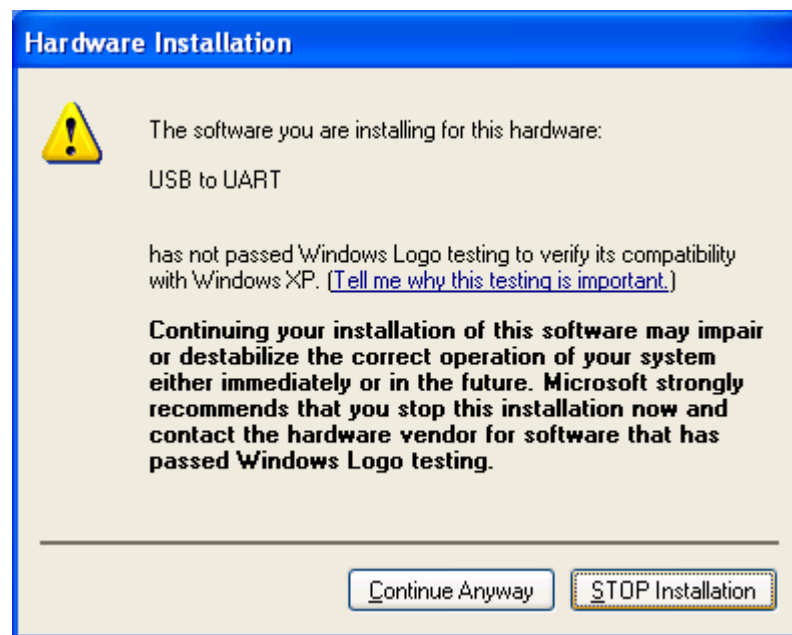 Hardware Installation
The software you are installing for this hardware:
USB to UART
has not passed Windows Logo testing to verify its compatibility
with Windows XP. (Tell me why this testing is important.)
Continuing your installation of this software may impair
or destabilize the correct operation of your system
either immediately or in the future. Microsoft strongly
recommends that you stop this installation now and
contact the hardware vendor for software that has
passed Windows Logo testing.
Continue Anyway STOP Installation